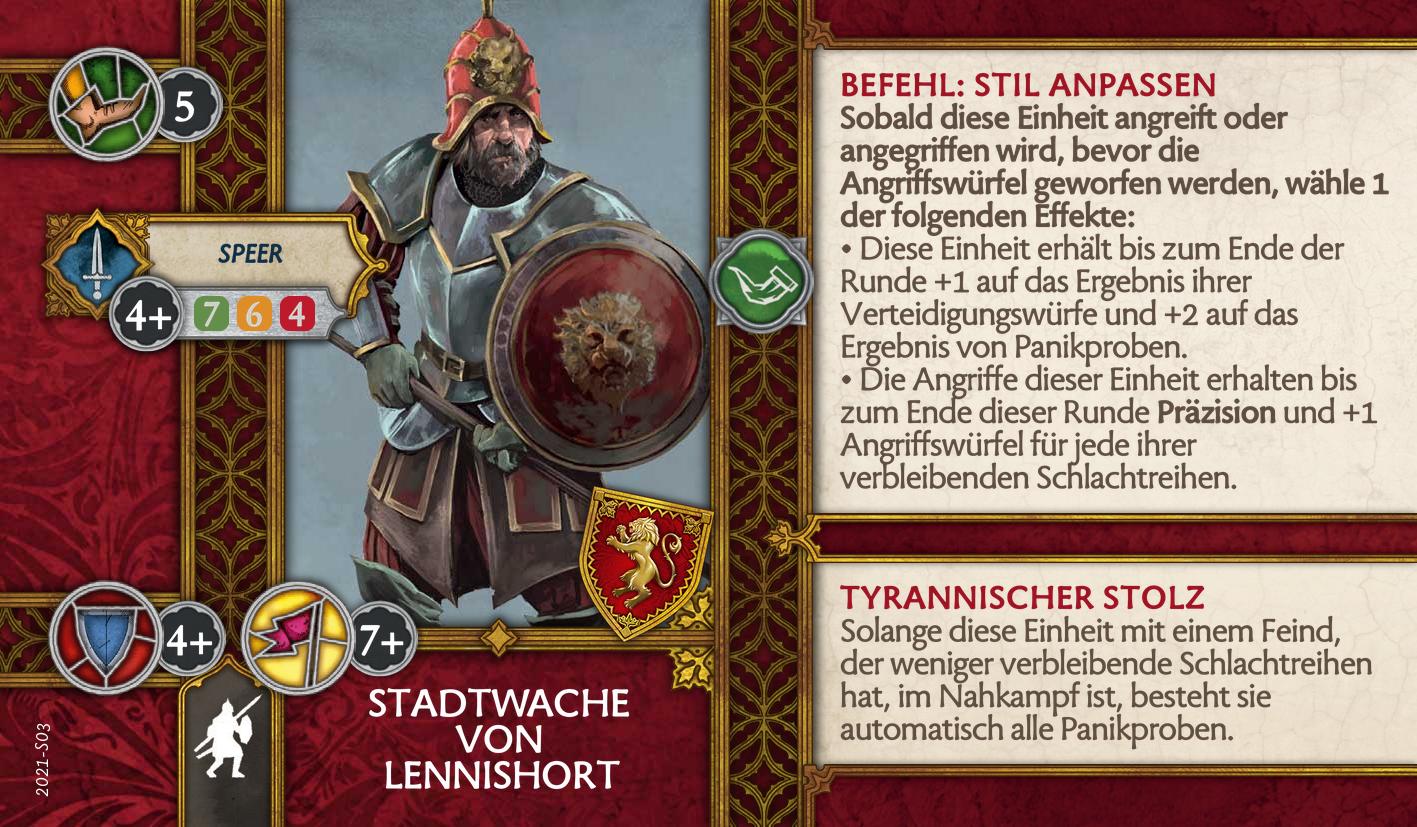 5
SPEER
4+ 7 6 4
4+ 7+
STADTWACHE
VON
LENNISHORT
2021-S03
BEFEHL: STIL ANPASSEN
Sobald diese Einheit angreift oder
angegriffen wird, bevor die
Angriffswürfel geworfen werden, wähle 1
der folgenden Effekte:
• Diese Einheit erhält bis zum Ende der
Runde +1 auf das Ergebnis ihrer
Verteidigungswürfe und +2 auf das
Ergebnis von Panikproben.
• Die Angriffe dieser Einheit erhalten bis
zum Ende dieser Runde Präzision und +1
Angriffswürfel für jede ihrer
verbleibenden Schlachtreihen.
TYRANNISCHER STOLZ
Solange diese Einheit mit einem Feind,
der weniger verbleibende Schlachtreihen
hat, im Nahkampf ist, besteht sie
automatisch alle Panikproben.